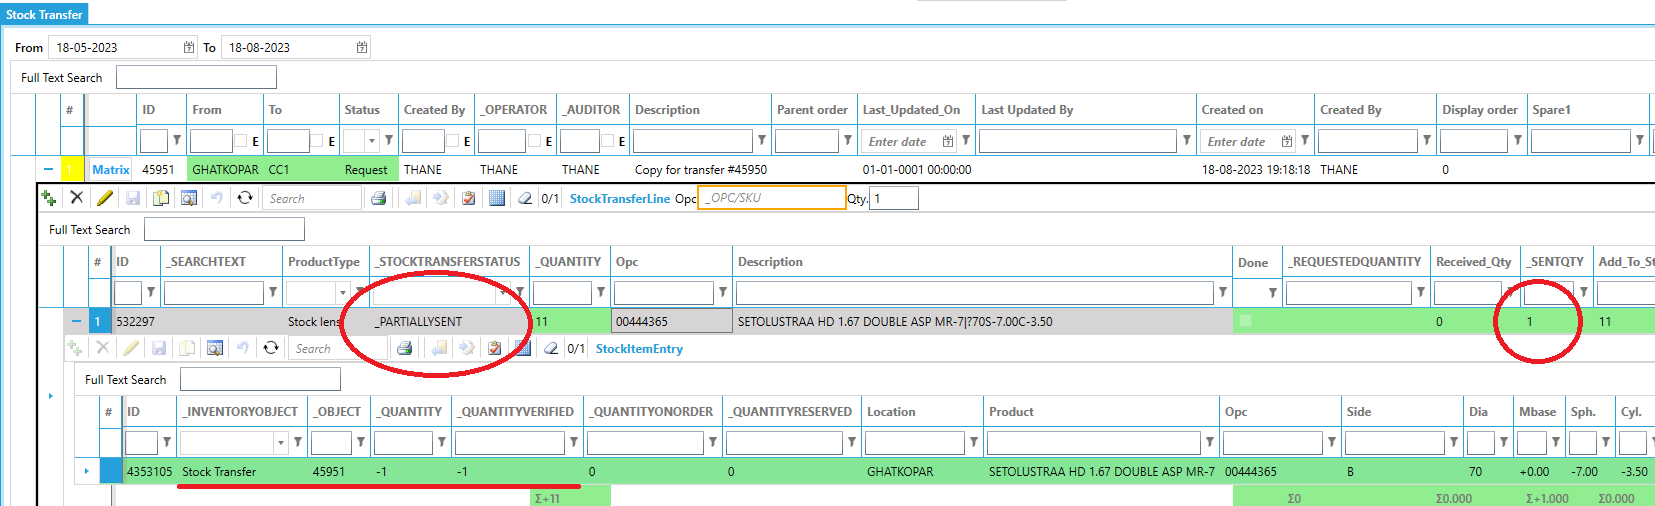 Stock Transfer
From 18-05-2023 To 18-08-2023
Full Text Search
# ID From To Status Created By _OPERATOR _AUDITOR Description Parent order Last_Updated_On Last Updated By Created on Created By Display order Spare1
E E E E E Enter date Enter date E
Matrix 45951 GHATKOPAR CC1 Request THANE THANE THANE Copy for transfer #45950 01-01-0001 00:00:00 18-08-2023 19:18:18 THANE 0
Search 0/1 StockTransferLine Opc _OPC/SKU Qty. 1
Full Text Search
# ID _SEARCHTEXT ProductType _STOCKTRANSFERSTATUS _QUANTITY Opc Description Done _REQUESTEDQUANTITY Received_Qty _SENTQTY Add_To_St
1 532297 Stock lens _PARTIALLYSENT 11 00444365 SETOLUSTRAA HD 1.67 DOUBLE ASP MR-7|?70S-7.00C-3.50 0 1 11
Search 0/1 StockItemEntry
Full Text Search
# ID _INVENTORYOBJECT _OBJECT _QUANTITY _QUANTITYVERIFIED _QUANTITYONORDER _QUANTITYRESERVED Location Product Opc Side Dia Mbase Sph. Cyl.
4353105 Stock Transfer 45951 -1 -1 0 0 GHATKOPAR SETOLUSTRAA HD 1.67 DOUBLE ASP MR-7 00444365 B 70 +0.00 -7.00 -3.50
Σ+11 Σ0 Σ0.000 Σ+1.000 Σ0.000